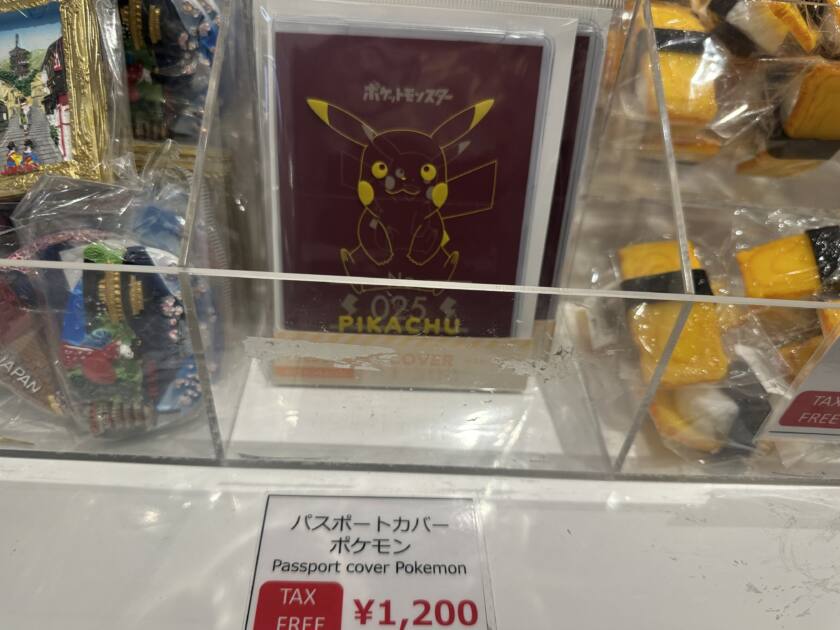 ポケットモンスター
No.
025
PIKACHU
COVER
JAPAN
TAX
FREE
パスポートカバー
ポケモン
Passport cover Pokemon
TAX
FREE
¥1,200